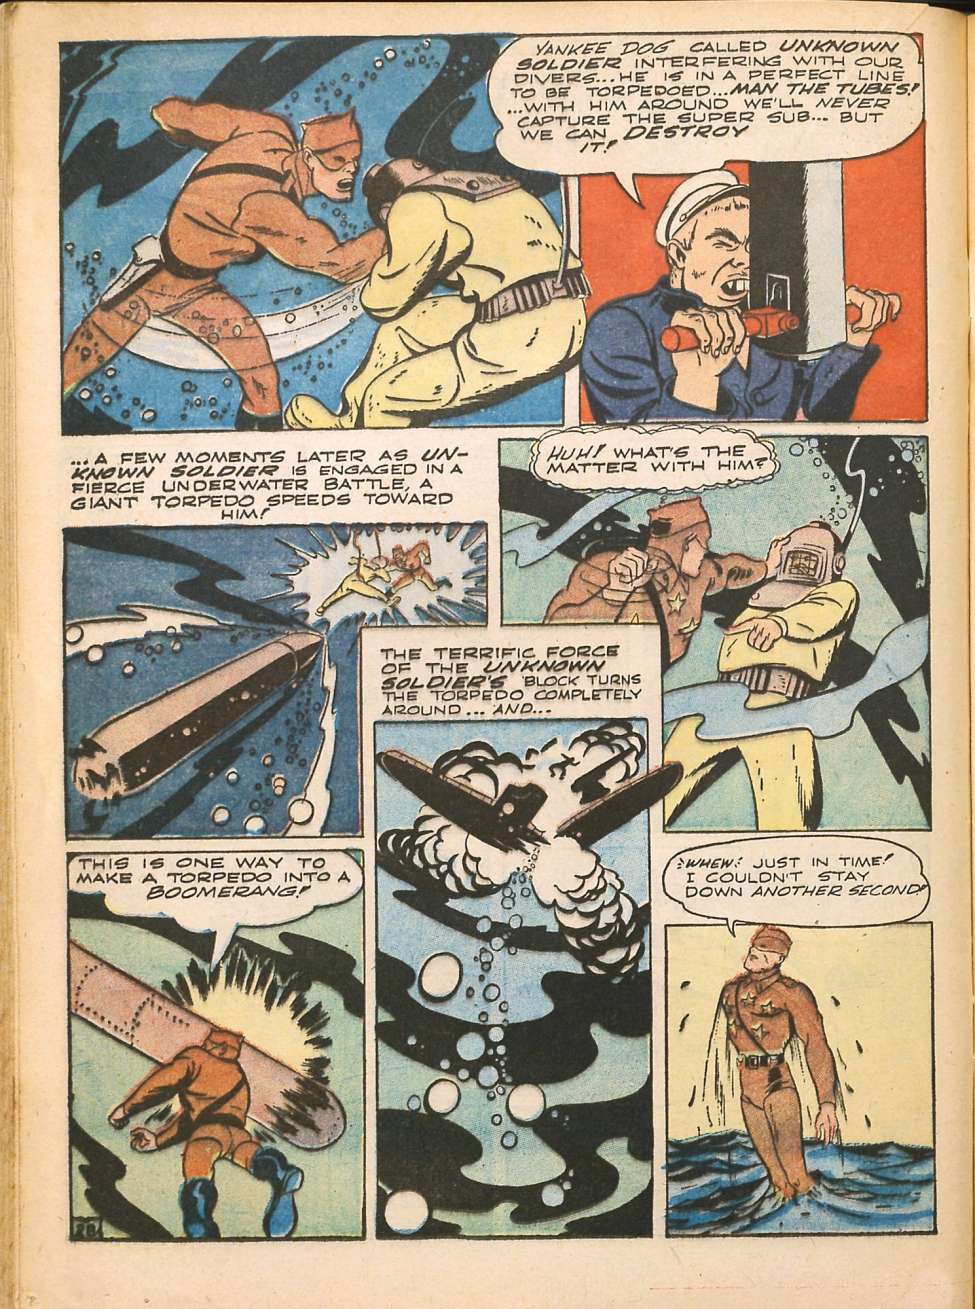 YANKEE DOG CALLED UNKNOWN
SOLDIER INTERFERING WITH OUR
DIVERS...HE IS IN A PERFECT LINE
TO BE TORPEDOED...MAN THE TUBES!
...WITH HIM AROUND WE'LL NEVER
CAPTURE THE SUPER SUB... BUT
WE CAN DESTROY
IT!
...A FEW MOMENTS LATER AS UN-
KNOWN SOLDIER IS ENGAGED IN A
FIERCE UNDERWATER BATTLE, A
GIANT TORPEDO SPEEDS TOWARD
HIM!
HUH! WHAT'S THE
MATTER WITH HIM?
THIS IS ONE WAY TO
MAKE A TORPEDO INTO A
BOOMERANG!
THE TERRIFIC FORCE
OF THE UNKNOWN
SOLDIER'S BLOCK TURNS
THE TORPEDO COMPLETELY
AROUND... AND...
WHEW! JUST IN TIME!
I COULDN'T STAY
DOWN ANOTHER SECOND!